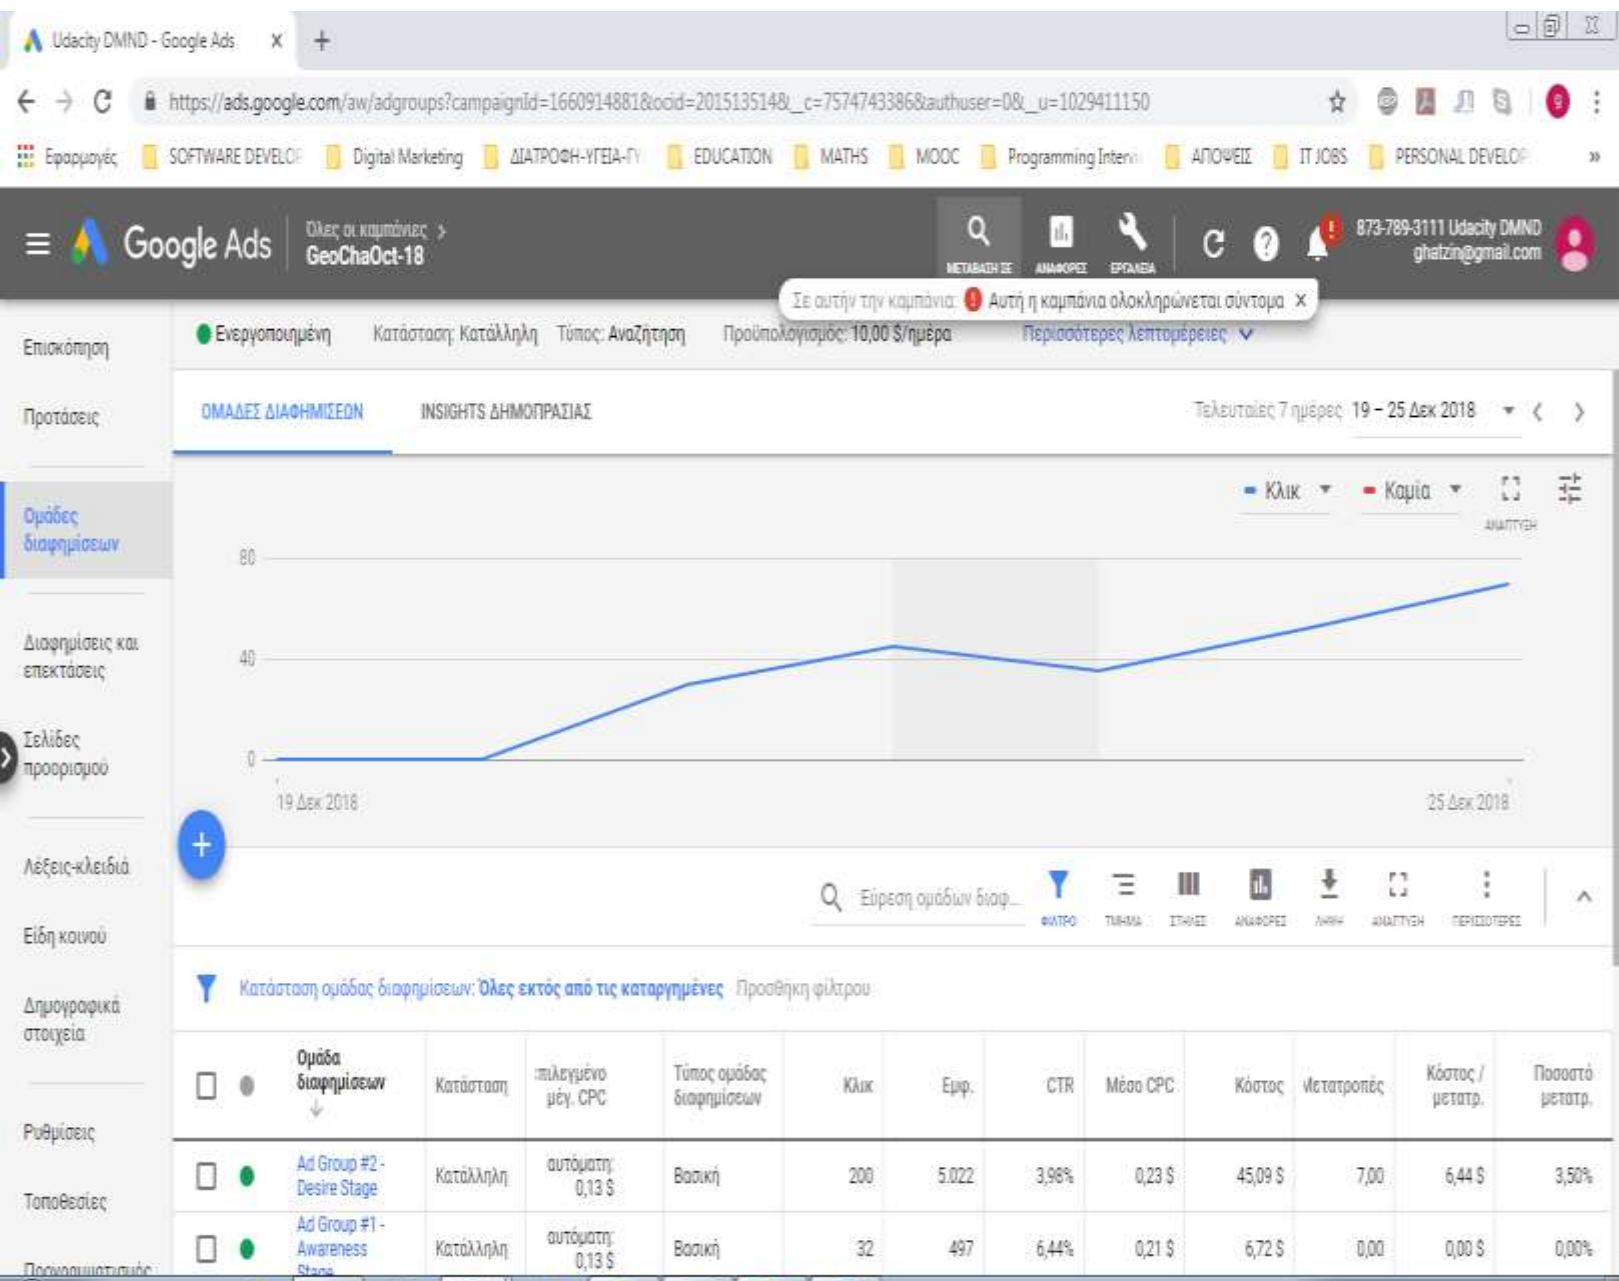 Udacity DMND - Google Ads
https://ads.google.com/aw/adgroups?campaignId=1660914881&ocid=201513514&__c=7574743386&authuser=0&__u=1029411150
Εφαρμογές SOFTWARE DEVELOP Digital Marketing ΔΙΑΤΡΟΦΗ-ΥΓΕΙΑ-ΓΥ EDUCATION MATHS MOOC Programming Intervi ΑΠΟΨΕΙΣ IT JOBS PERSONAL DEVELOP »
Google Ads
Όλες οι καμπάνιες >
GeoChaOct-18
ΜΕΤΑΒΑΣΗ ΣΕ
ΑΝΑΦΟΡΕΣ
ΕΡΓΑΛΕΙΑ
873-789-3111 Udacity DMND
ghatzin@gmail.com
Σε αυτήν την καμπάνια: Αυτή η καμπάνια ολοκληρώνεται σύντομα X
Ενεργοποιημένη Κατάσταση: Κατάλληλη Τύπος: Αναζήτηση Προϋπολογισμός: 10,00 $/ημέρα Περισσότερες λεπτομέρειες
Επισκόπηση
Προτάσεις
Ομάδες διαφημίσεων
Διαφημίσεις και επεκτάσεις
Σελίδες προορισμού
Λέξεις-κλειδιά
Είδη κοινού
Δημογραφικά στοιχεία
Ρυθμίσεις
Τοποθεσίες
Προγραμματισμός
ΟΜΑΔΕΣ ΔΙΑΦΗΜΙΣΕΩΝ INSIGHTS ΔΗΜΟΠΡΑΣΙΑΣ
Τελευταίες 7 ημέρες 19 – 25 Δεκ 2018
Κλικ
Καμία
ΑΝΑΠΤΥΞΗ
80
40
0
19 Δεκ 2018
25 Δεκ 2018
Εύρεση ομάδων διαφ...
ΦΙΛΤΡΟ
ΤΜΗΜΑ
ΣΤΗΛΕΣ
ΑΝΑΦΟΡΕΣ
ΛΗΨΗ
ΑΝΑΠΤΥΞΗ
ΠΕΡΙΣΣΟΤΕΡΕΣ
Κατάσταση ομάδας διαφημίσεων: Όλες εκτός από τις καταργημένες Προσθήκη φίλτρου
Ομάδα διαφημίσεων Κατάσταση πιλεγμένο μέγ. CPC Τύπος ομάδας διαφημίσεων Κλικ Εμφ. CTR Μέσο CPC Κόστος Μετατροπές Κόστος / μετατρ. Ποσοστό μετατρ.
Ad Group #2 - Desire Stage Κατάλληλη αυτόματη: 0,13 $ Βασική 200 5.022 3,98% 0,23 $ 45,09 $ 7,00 6,44 $ 3,50%
Ad Group #1 - Awareness Stage Κατάλληλη αυτόματη: 0,13 $ Βασική 32 497 6,44% 0,21 $ 6,72 $ 0,00 0,00 $ 0,00%